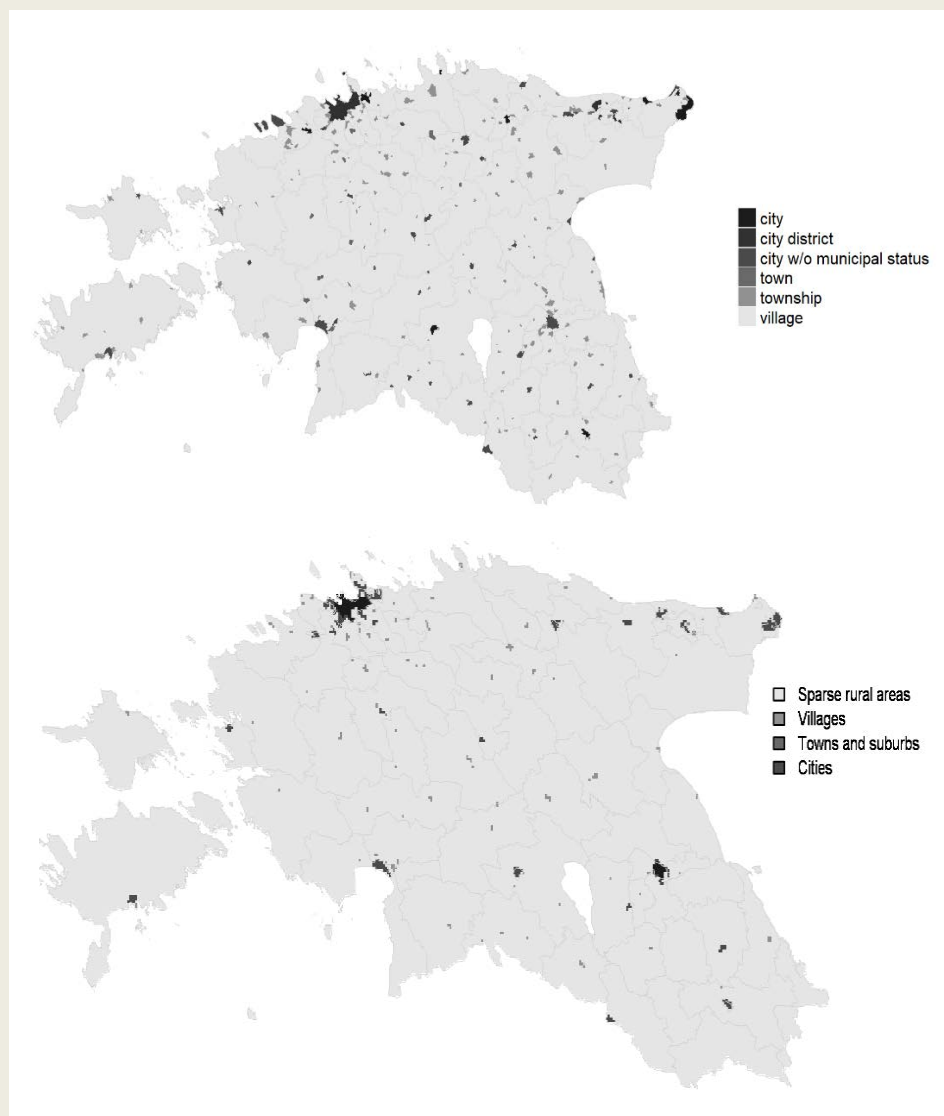 city
city district
city w/o municipal status
town
township
village
Sparse rural areas
Villages
Towns and suburbs
Cities